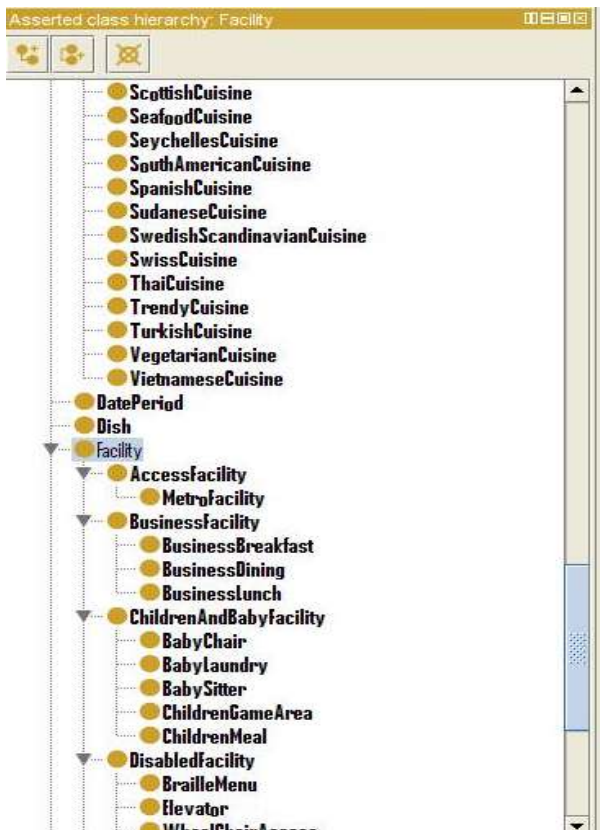 Asserted class hierarchy: Facility
ScottishCuisine
SeafoodCuisine
SeychellesCuisine
SouthAmericanCuisine
SpanishCuisine
SudaneseCuisine
SwedishScandinavianCuisine
SwissCuisine
ThaiCuisine
TrendyCuisine
TurkishCuisine
VegetarianCuisine
VietnameseCuisine
DatePeriod
Dish
Facility
AccessFacility
MetroFacility
BusinessFacility
BusinessBreakfast
BusinessDining
BusinessLunch
ChildrenAndBabyFacility
BabyChair
BabyLaundry
BabySitter
ChildrenGameArea
ChildrenMeal
DisabledFacility
BrailleMenu
Elevator
WheelChairAccess